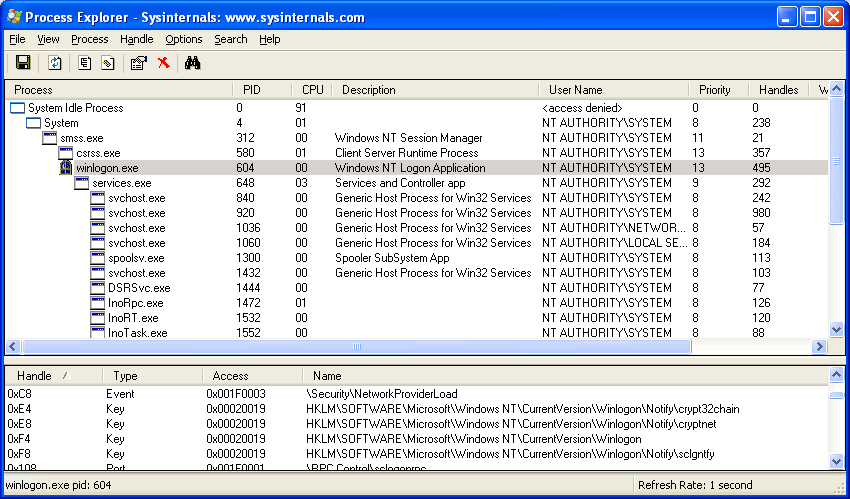 Process Explorer - Sysinternals: www.sysinternals.com
File View Process Handle Options Search Help
Process PID CPU Description User Name Priority Handles W
System Idle Process 0 91 <access denied> 0 0
System 4 01 NT AUTHORITY\SYSTEM 8 238
smss.exe 312 00 Windows NT Session Manager NT AUTHORITY\SYSTEM 11 21
csrss.exe 580 01 Client Server Runtime Process NT AUTHORITY\SYSTEM 13 357
winlogon.exe 604 00 Windows NT Logon Application NT AUTHORITY\SYSTEM 13 495
services.exe 648 03 Services and Controller app NT AUTHORITY\SYSTEM 9 292
svchost.exe 840 00 Generic Host Process for Win32 Services NT AUTHORITY\SYSTEM 8 242
svchost.exe 920 00 Generic Host Process for Win32 Services NT AUTHORITY\SYSTEM 8 980
svchost.exe 1036 00 Generic Host Process for Win32 Services NT AUTHORITY\NETWOR... 8 57
svchost.exe 1060 00 Generic Host Process for Win32 Services NT AUTHORITY\LOCAL SE... 8 184
spoolsv.exe 1300 00 Spooler SubSystem App NT AUTHORITY\SYSTEM 8 113
svchost.exe 1432 00 Generic Host Process for Win32 Services NT AUTHORITY\SYSTEM 8 103
DSRSvc.exe 1444 00 NT AUTHORITY\SYSTEM 8 77
InoRpc.exe 1472 01 NT AUTHORITY\SYSTEM 8 126
InoRT.exe 1532 00 NT AUTHORITY\SYSTEM 8 120
InoTask.exe 1552 00 NT AUTHORITY\SYSTEM 8 88
Handle Type Access Name
0xC8 Event 0x001F0003 \Security\NetworkProviderLoad
0xE4 Key 0x00020019 HKLM\SOFTWARE\Microsoft\Windows NT\CurrentVersion\Winlogon\Notify\crypt32chain
0xE8 Key 0x00020019 HKLM\SOFTWARE\Microsoft\Windows NT\CurrentVersion\Winlogon\Notify\cryptnet
0xF4 Key 0x00020019 HKLM\SOFTWARE\Microsoft\Windows NT\CurrentVersion\Winlogon
0xF8 Key 0x00020019 HKLM\SOFTWARE\Microsoft\Windows NT\CurrentVersion\Winlogon\Notify\sclgntfy
0x108 Port 0x001F0001 \RPC Control\sclogonrpc
winlogon.exe pid: 604 Refresh Rate: 1 second